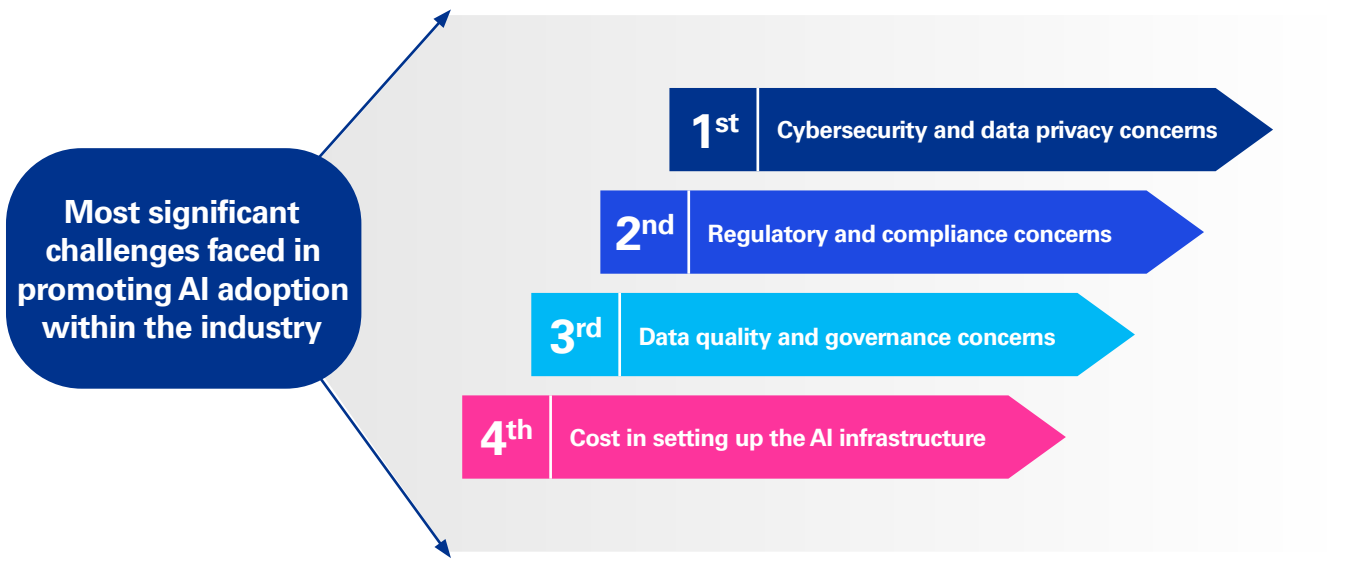 Most significant
challenges faced in
promoting AI adoption
within the industry
1st Cybersecurity and data privacy concerns
2nd Regulatory and compliance concerns
3rd Data quality and governance concerns
4th Cost in setting up the AI infrastructure